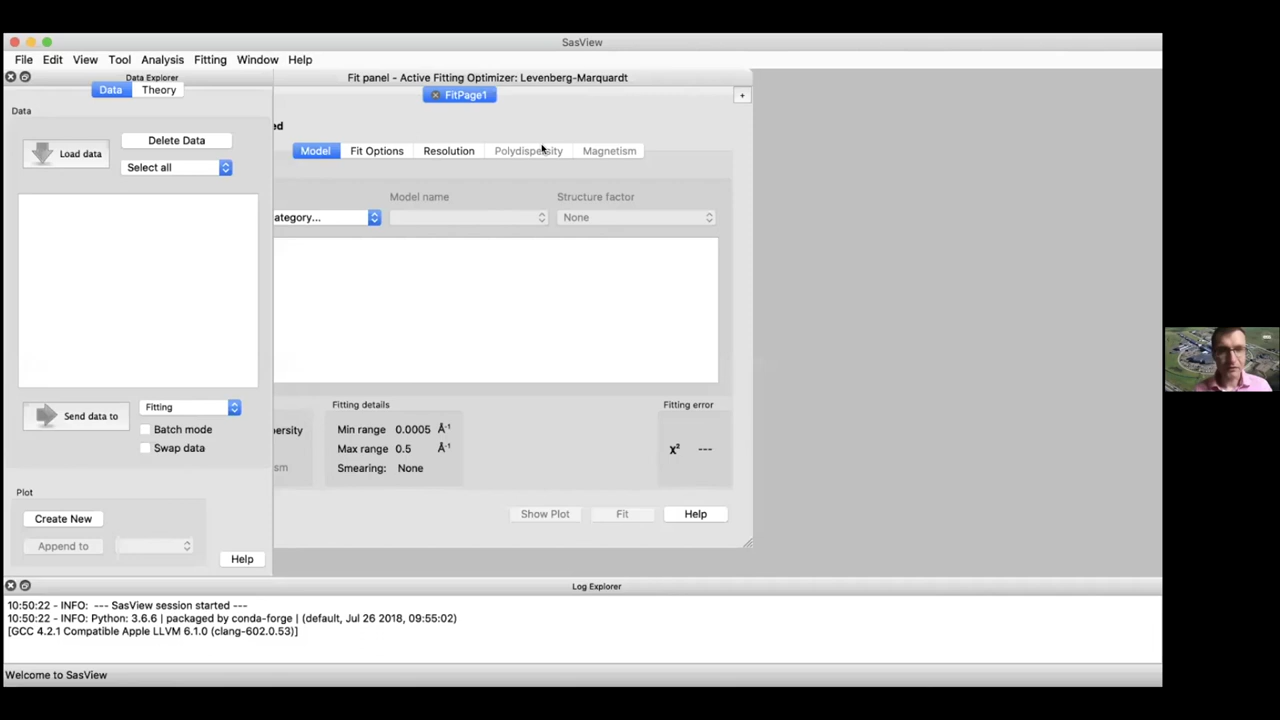 SasView
File Edit View Tool Analysis Fitting Window Help
Data Explorer
Data Theory
Data
Load data
Delete Data
Select all
Send data to
Fitting
Batch mode
Swap data
Plot
Create New
Append to
Help
Fit panel - Active Fitting Optimizer: Levenberg-Marquardt
FitPage1
+
ed
Model Fit Options Resolution Polydispersity Magnetism
Model name Structure factor
ategory... None
persity
sm
Fitting details
Min range 0.0005 Å⁻¹
Max range 0.5 Å⁻¹
Smearing: None
Fitting error
χ² ---
Show Plot Fit Help
Log Explorer
10:50:22 - INFO: --- SasView session started ---
10:50:22 - INFO: Python: 3.6.6 | packaged by conda-forge | (default, Jul 26 2018, 09:55:02)
[GCC 4.2.1 Compatible Apple LLVM 6.1.0 (clang-602.0.53)]
Welcome to SasView